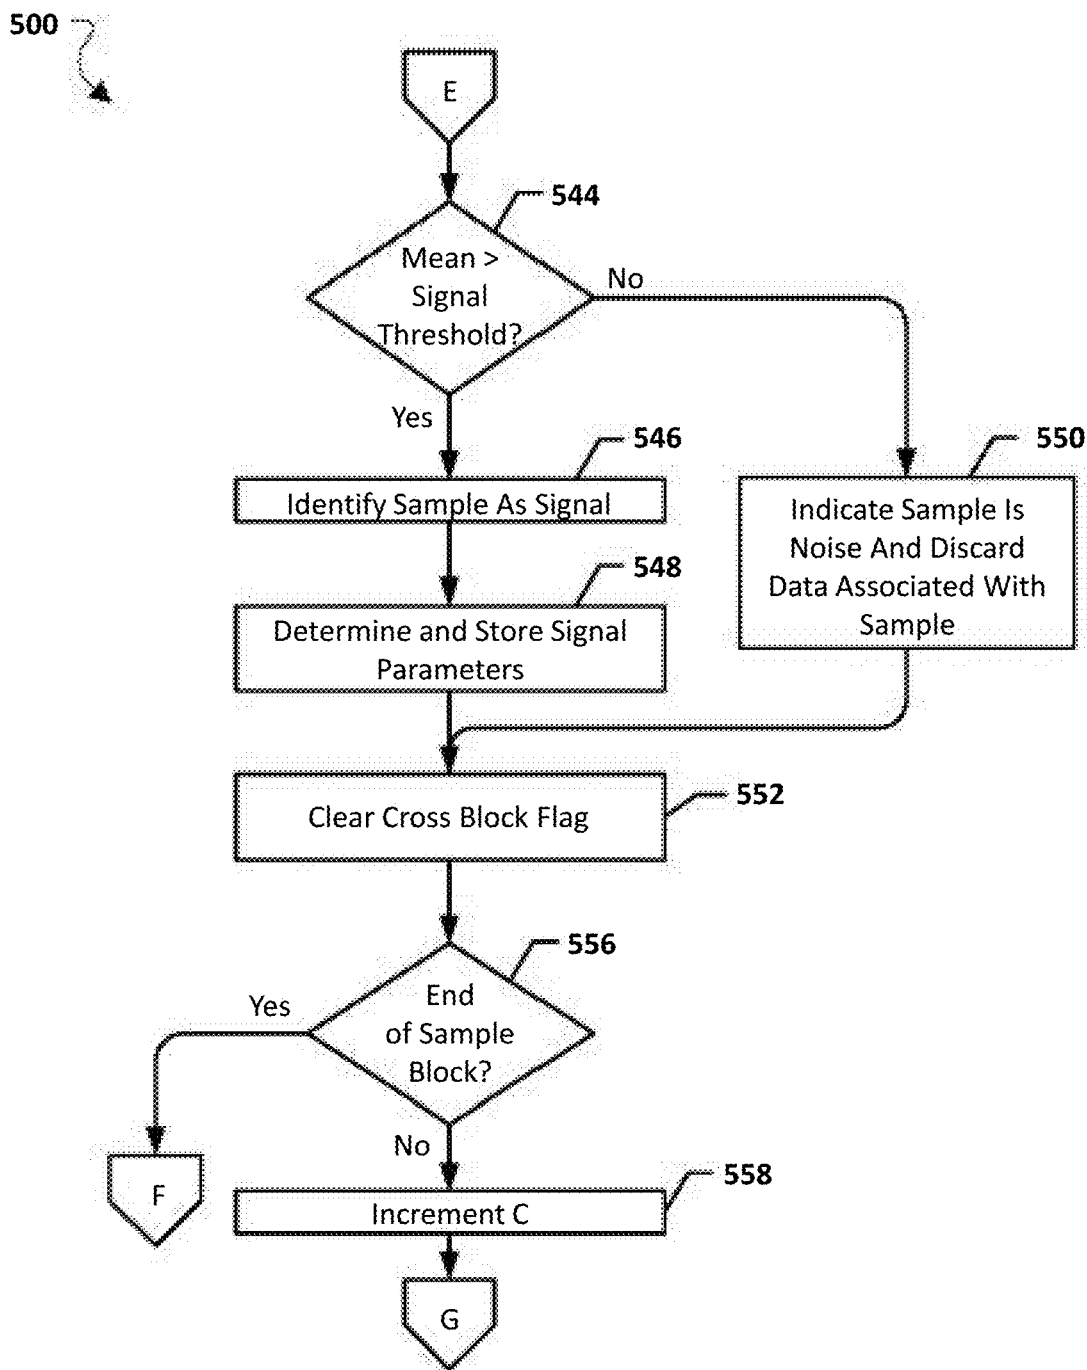 500
E
544
Mean >
Signal
Threshold?
No
Yes
546
Identify Sample As Signal
550
Indicate Sample Is
Noise And Discard
Data Associated With
Sample
548
Determine and Store Signal
Parameters
552
Clear Cross Block Flag
556
End
of Sample
Block?
Yes
No
F
558
Increment C
G